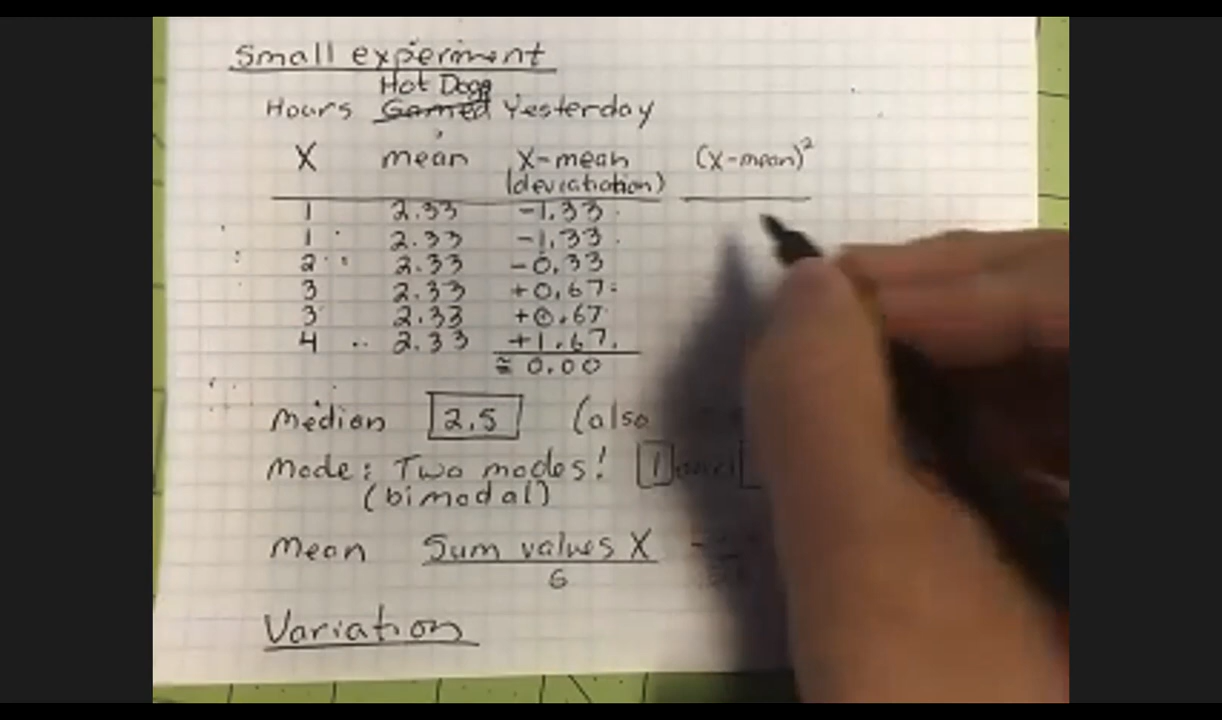 Small experiment
Hot Dogs
Hours Gamed Yesterday
X mean X-mean (X-mean)²
(deviation)
1 2.33 -1.33
1 2.33 -1.33
2 2.33 -0.33
3 2.33 +0.67
3 2.33 +0.67
4 2.33 +1.67
≅ 0.00
Median 2.5 (also
Mode: Two modes! 1 and
(bimodal)
Mean Sum values X
6
Variation